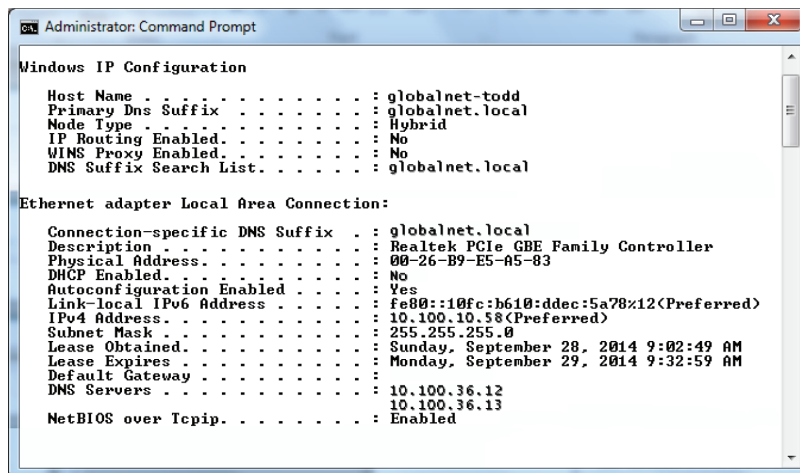 Administrator: Command Prompt
Windows IP Configuration
Host Name . . . . . . . . . . . . : globalnet-todd
Primary Dns Suffix . . . . . . . : globalnet.local
Node Type . . . . . . . . . . . . : Hybrid
IP Routing Enabled. . . . . . . . : No
WINS Proxy Enabled. . . . . . . . : No
DNS Suffix Search List. . . . . . : globalnet.local
Ethernet adapter Local Area Connection:
Connection-specific DNS Suffix . : globalnet.local
Description . . . . . . . . . . . : Realtek PCIe GBE Family Controller
Physical Address. . . . . . . . . : 00-26-B9-E5-A5-83
DHCP Enabled. . . . . . . . . . . : No
Autoconfiguration Enabled . . . . : Yes
Link-local IPv6 Address . . . . . : fe80::10fc:b610:ddec:5a78%12(Preferred)
IPv4 Address. . . . . . . . . . . : 10.100.10.58(Preferred)
Subnet Mask . . . . . . . . . . . : 255.255.255.0
Lease Obtained. . . . . . . . . . : Sunday, September 28, 2014 9:02:49 AM
Lease Expires . . . . . . . . . . : Monday, September 29, 2014 9:32:59 AM
Default Gateway . . . . . . . . . :
DNS Servers . . . . . . . . . . . : 10.100.36.12
10.100.36.13
NetBIOS over Tcpip. . . . . . . . : Enabled